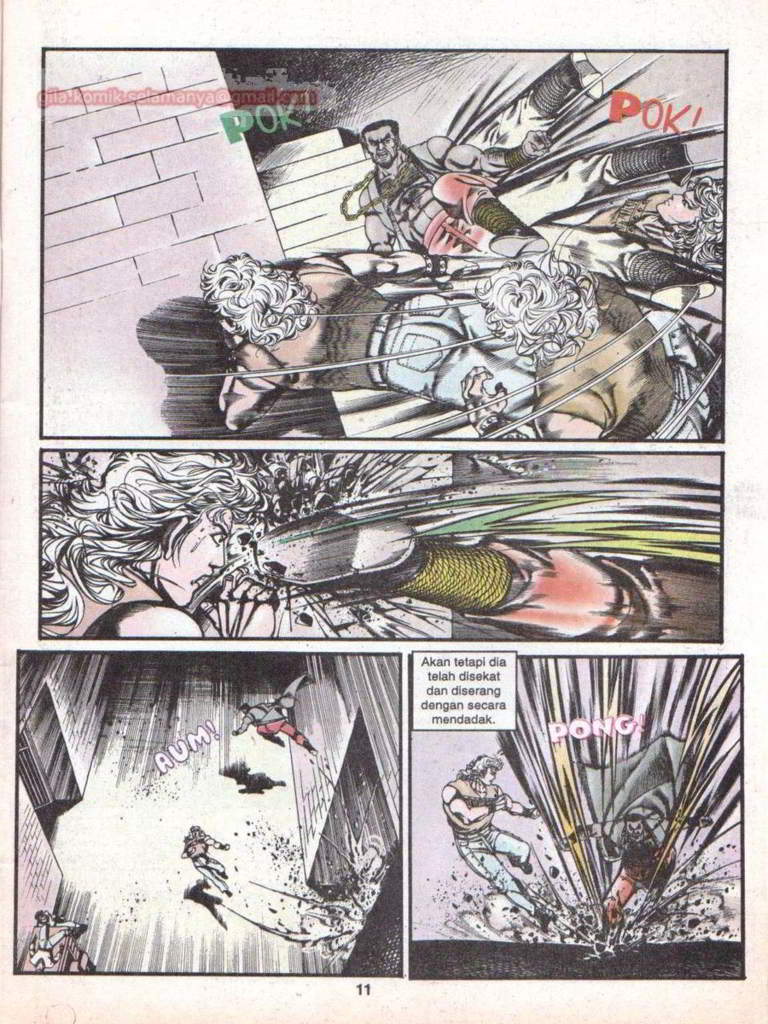 gila.komik.selamanya@gmail.com
POK!
POK!
AUM!
Akan tetapi dia
telah disekat
dan diserang
dengan secara
mendadak.
PONG!
11